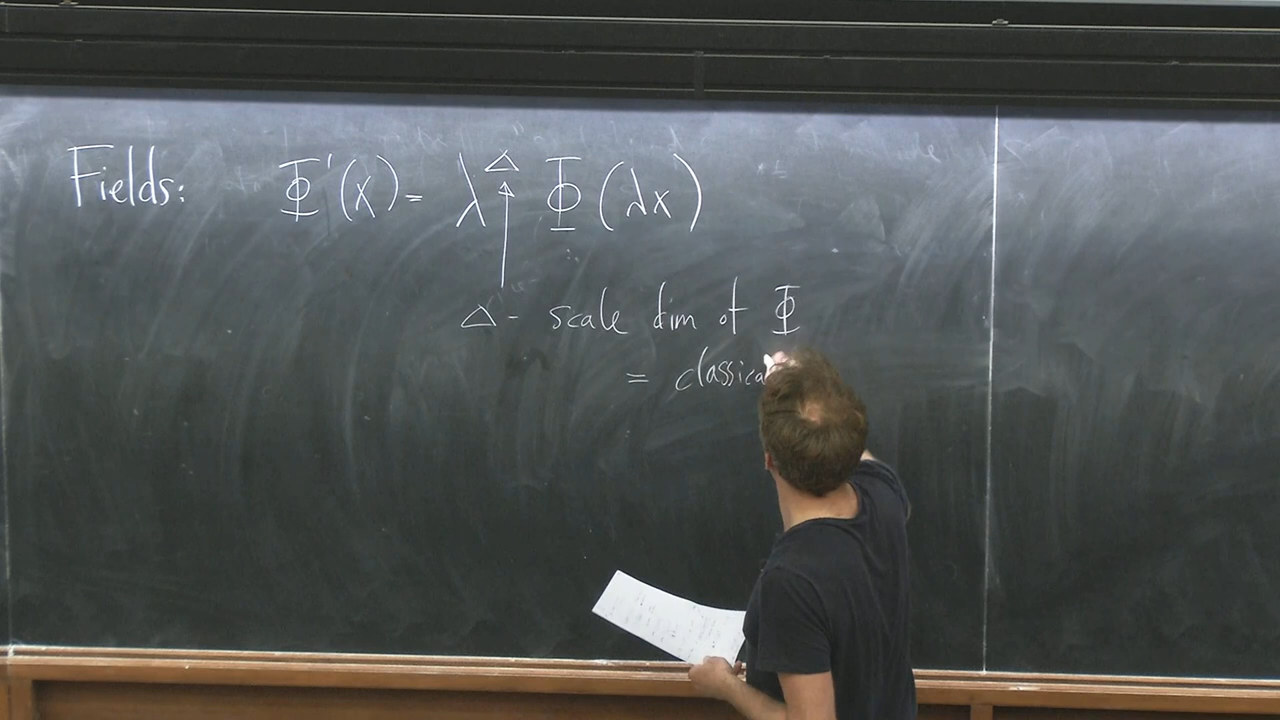 Fields: Φ'(x) = λ^Δ Φ(λx)
Δ - scale dim of Φ
= classica